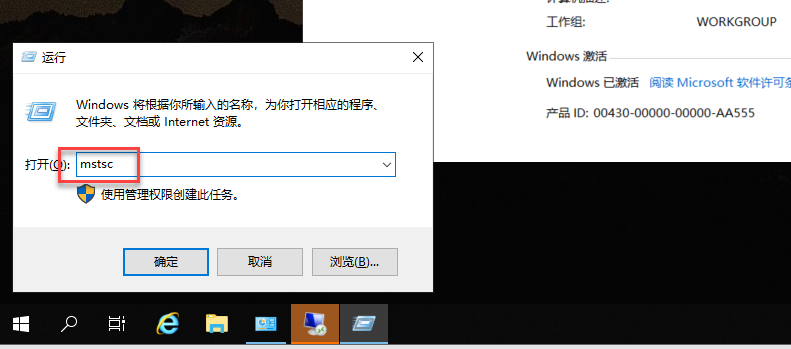 工作组: WORKGROUP
Windows 激活
Windows 已激活 阅读 Microsoft 软件许可条
产品 ID: 00430-00000-00000-AA555
运行
Windows 将根据你所输入的名称，为你打开相应的程序、
文件夹、文档或 Internet 资源。
打开(O): mstsc
使用管理权限创建此任务。
确定 取消 浏览(B)...